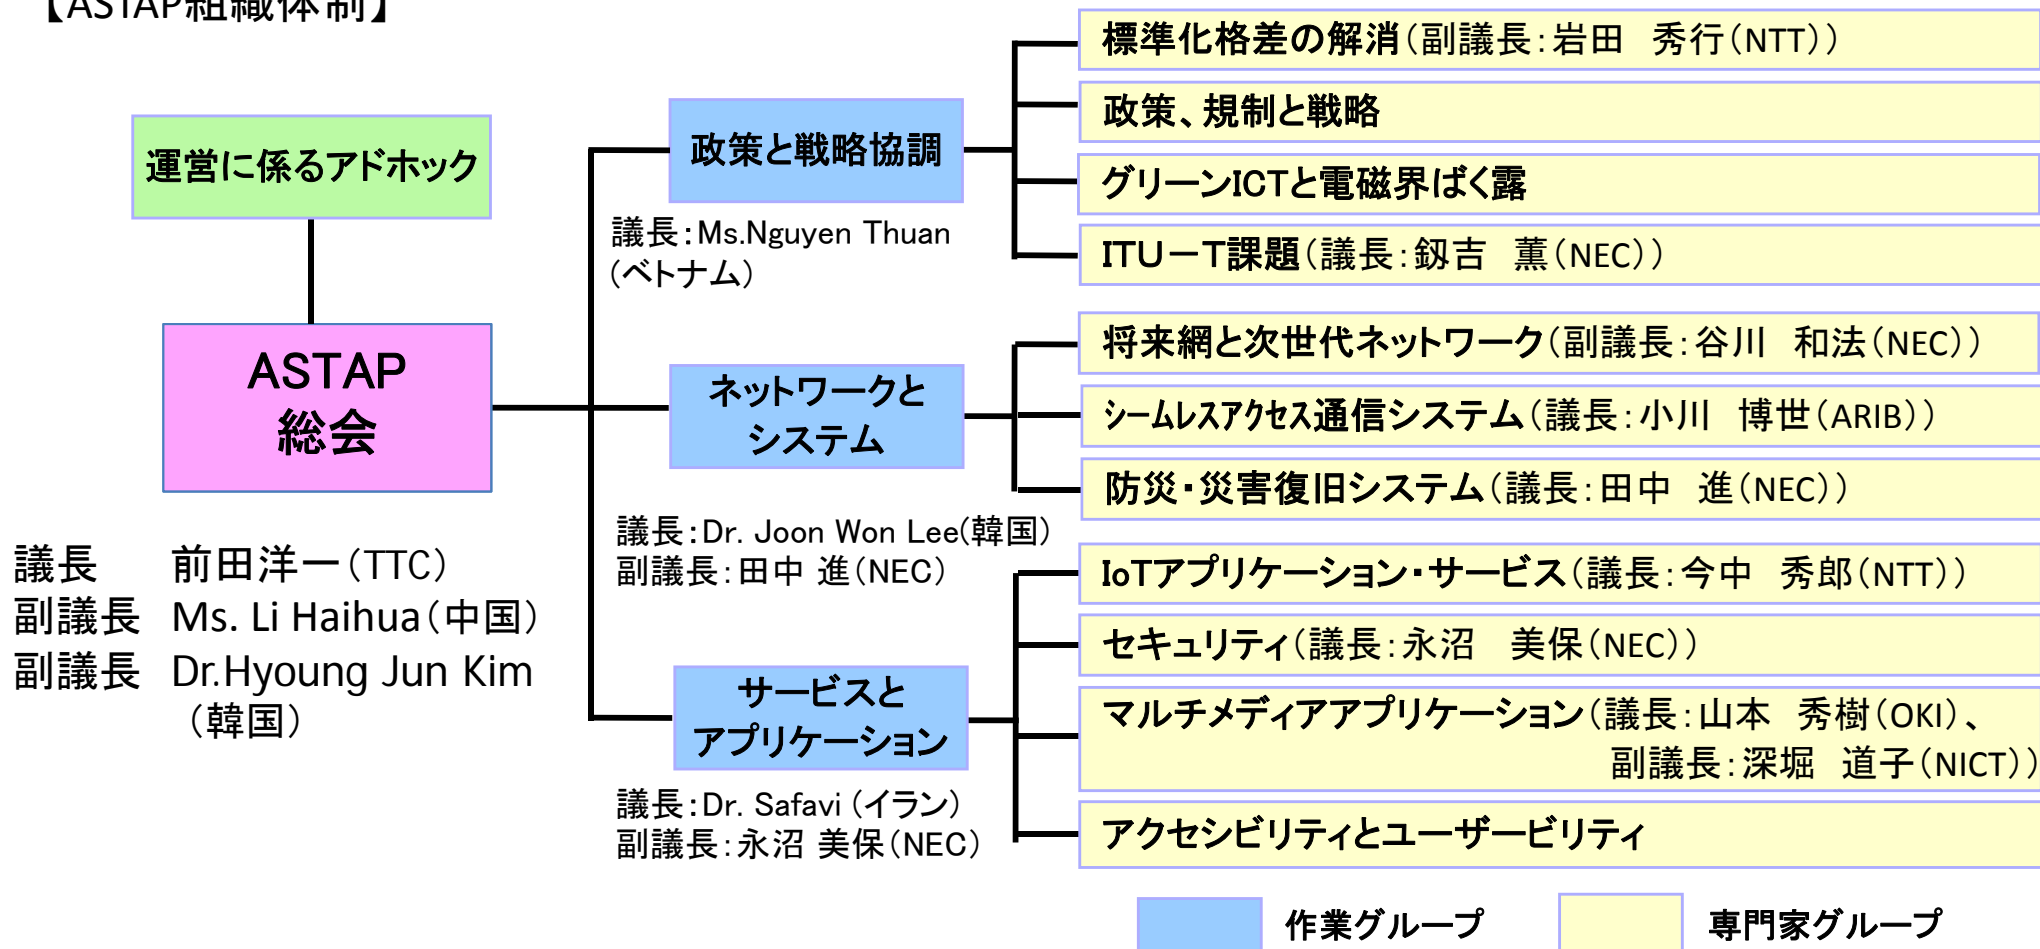 【ASTAP組織体制】
運営に係るアドホック
ASTAP
総会
議長 前田洋一（TTC）
副議長 Ms. Li Haihua（中国）
副議長 Dr.Hyoung Jun Kim
（韓国）
政策と戦略協調
議長：Ms.Nguyen Thuan
（ベトナム）
標準化格差の解消（副議長：岩田 秀行（NTT））
政策、規制と戦略
グリーンICTと電磁界ばく露
ITU－T課題（議長：釼吉 薫（NEC））
ネットワークと
システム
議長：Dr. Joon Won Lee(韓国）
副議長：田中 進（NEC）
将来網と次世代ネットワーク（副議長：谷川 和法（NEC））
シームレスアクセス通信システム（議長：小川 博世（ARIB））
防災・災害復旧システム（議長：田中 進（NEC））
サービスと
アプリケーション
議長：Dr. Safavi （イラン）
副議長：永沼 美保（NEC）
IoTアプリケーション・サービス（議長：今中 秀郎（NTT））
セキュリティ（議長：永沼 美保（NEC））
マルチメディアアプリケーション（議長：山本 秀樹（OKI）、
副議長：深堀 道子（NICT））
アクセシビリティとユーザービリティ
作業グループ
専門家グループ